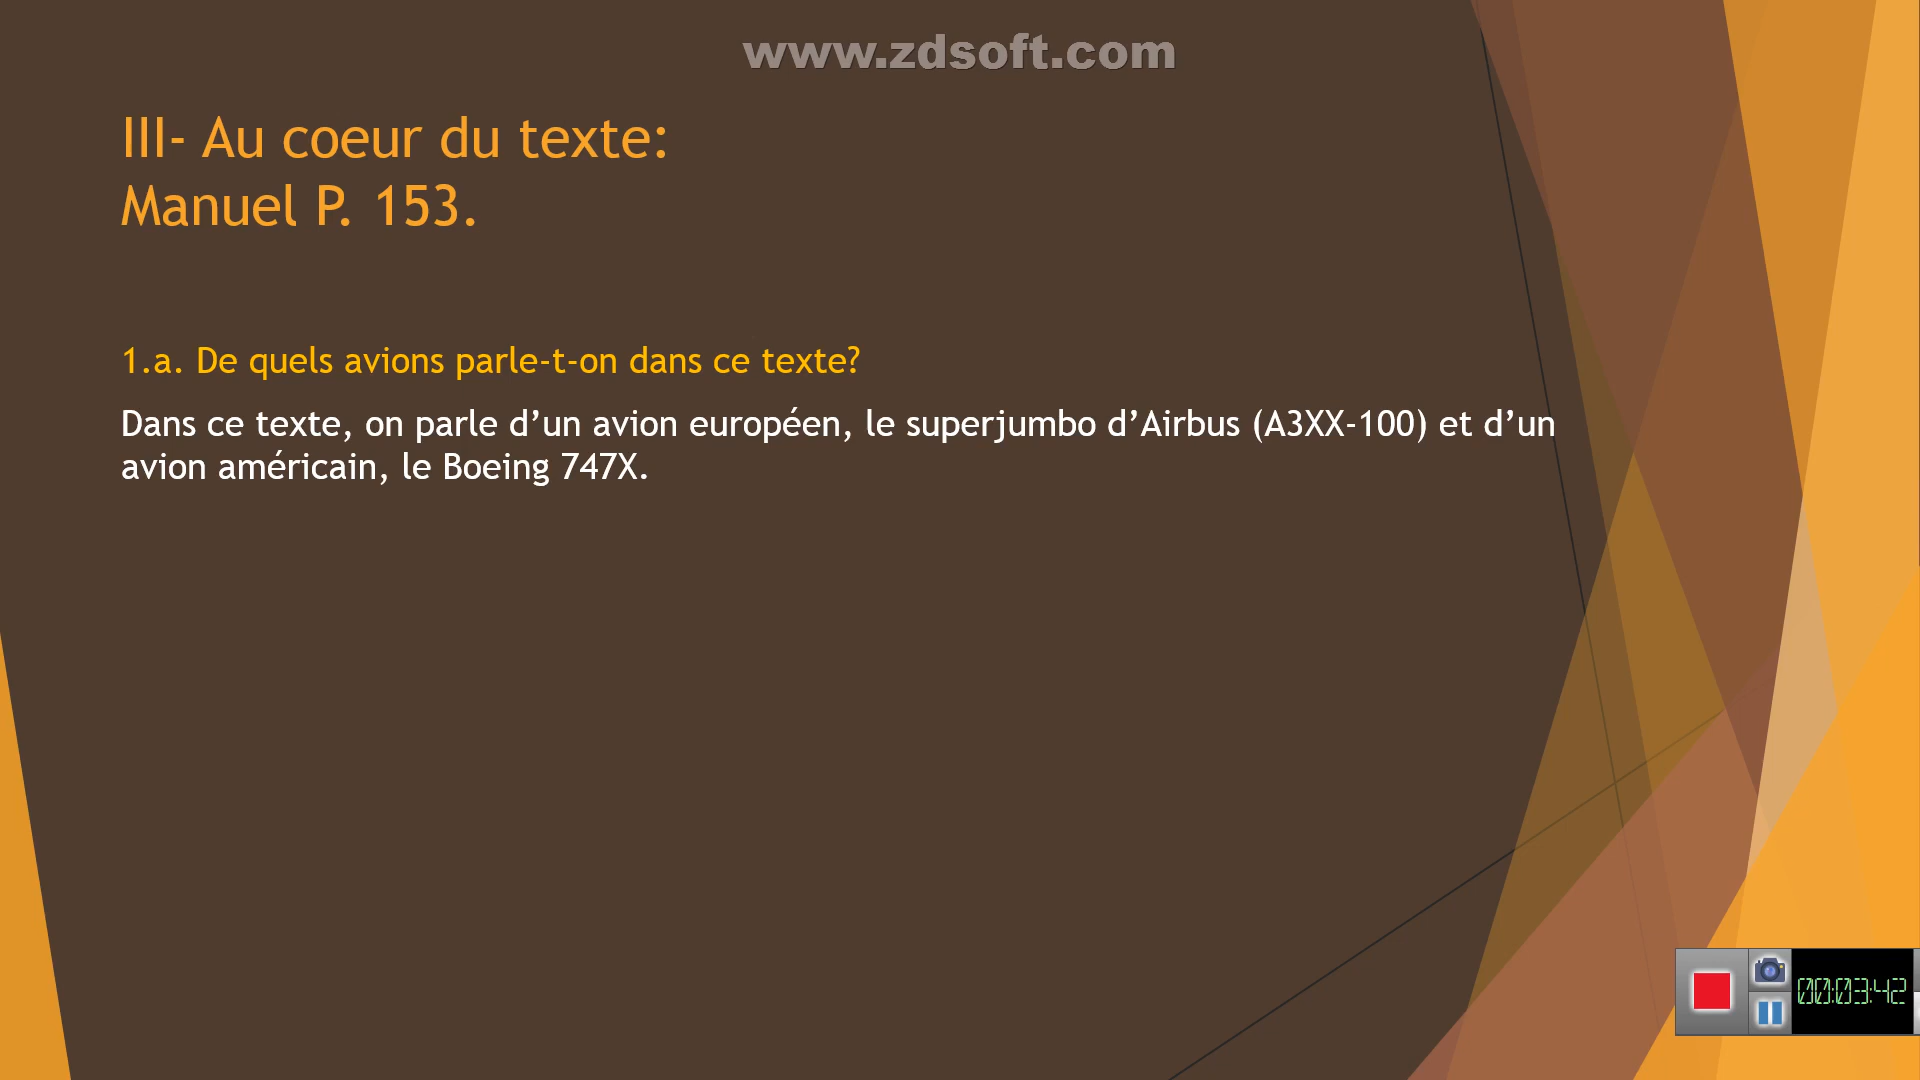 www.zdsoft.com
III- Au coeur du texte:
Manuel P. 153.
1.a. De quels avions parle-t-on dans ce texte?
Dans ce texte, on parle d’un avion européen, le superjumbo d’Airbus (A3XX-100) et d’un
avion américain, le Boeing 747X.
00:03:42